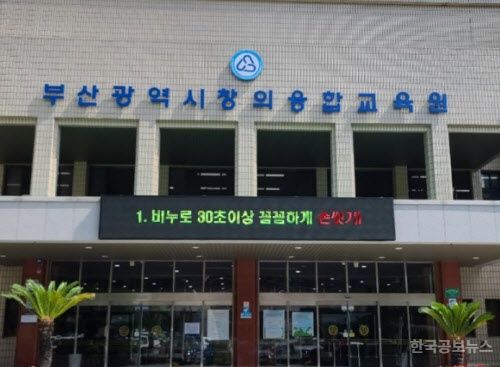 부산광역시창의융합교육원
1. 비누로 30초이상 꼼꼼하게 손씻기!
한국공보뉴스